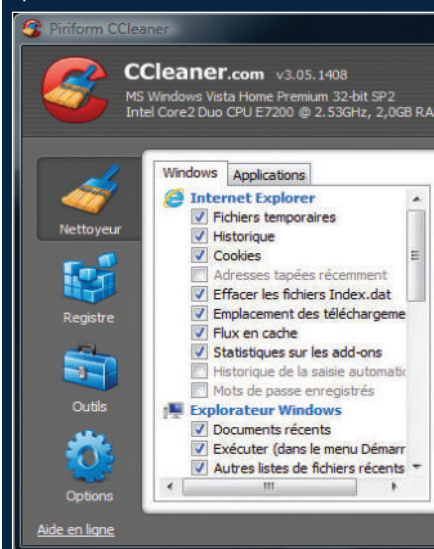 Piriform CCleaner
CCleaner.com v3.05.1408
MS Windows Vista Home Premium 32-bit SP2
Intel Core2 Duo CPU E7200 @ 2.53GHz, 2,0GB RA
Nettoyeur
Registre
Outils
Options
Aide en ligne
Windows
Applications
Internet Explorer
Fichiers temporaires
Historique
Cookies
Adresses tapées récemment
Effacer les fichiers Index.dat
Emplacement des téléchargeme
Flux en cache
Statistiques sur les add-ons
Historique de la saisie automatic
Mots de passe enregistrés
Explorateur Windows
Documents récents
Exécuter (dans le menu Démarr
Autres listes de fichiers récents